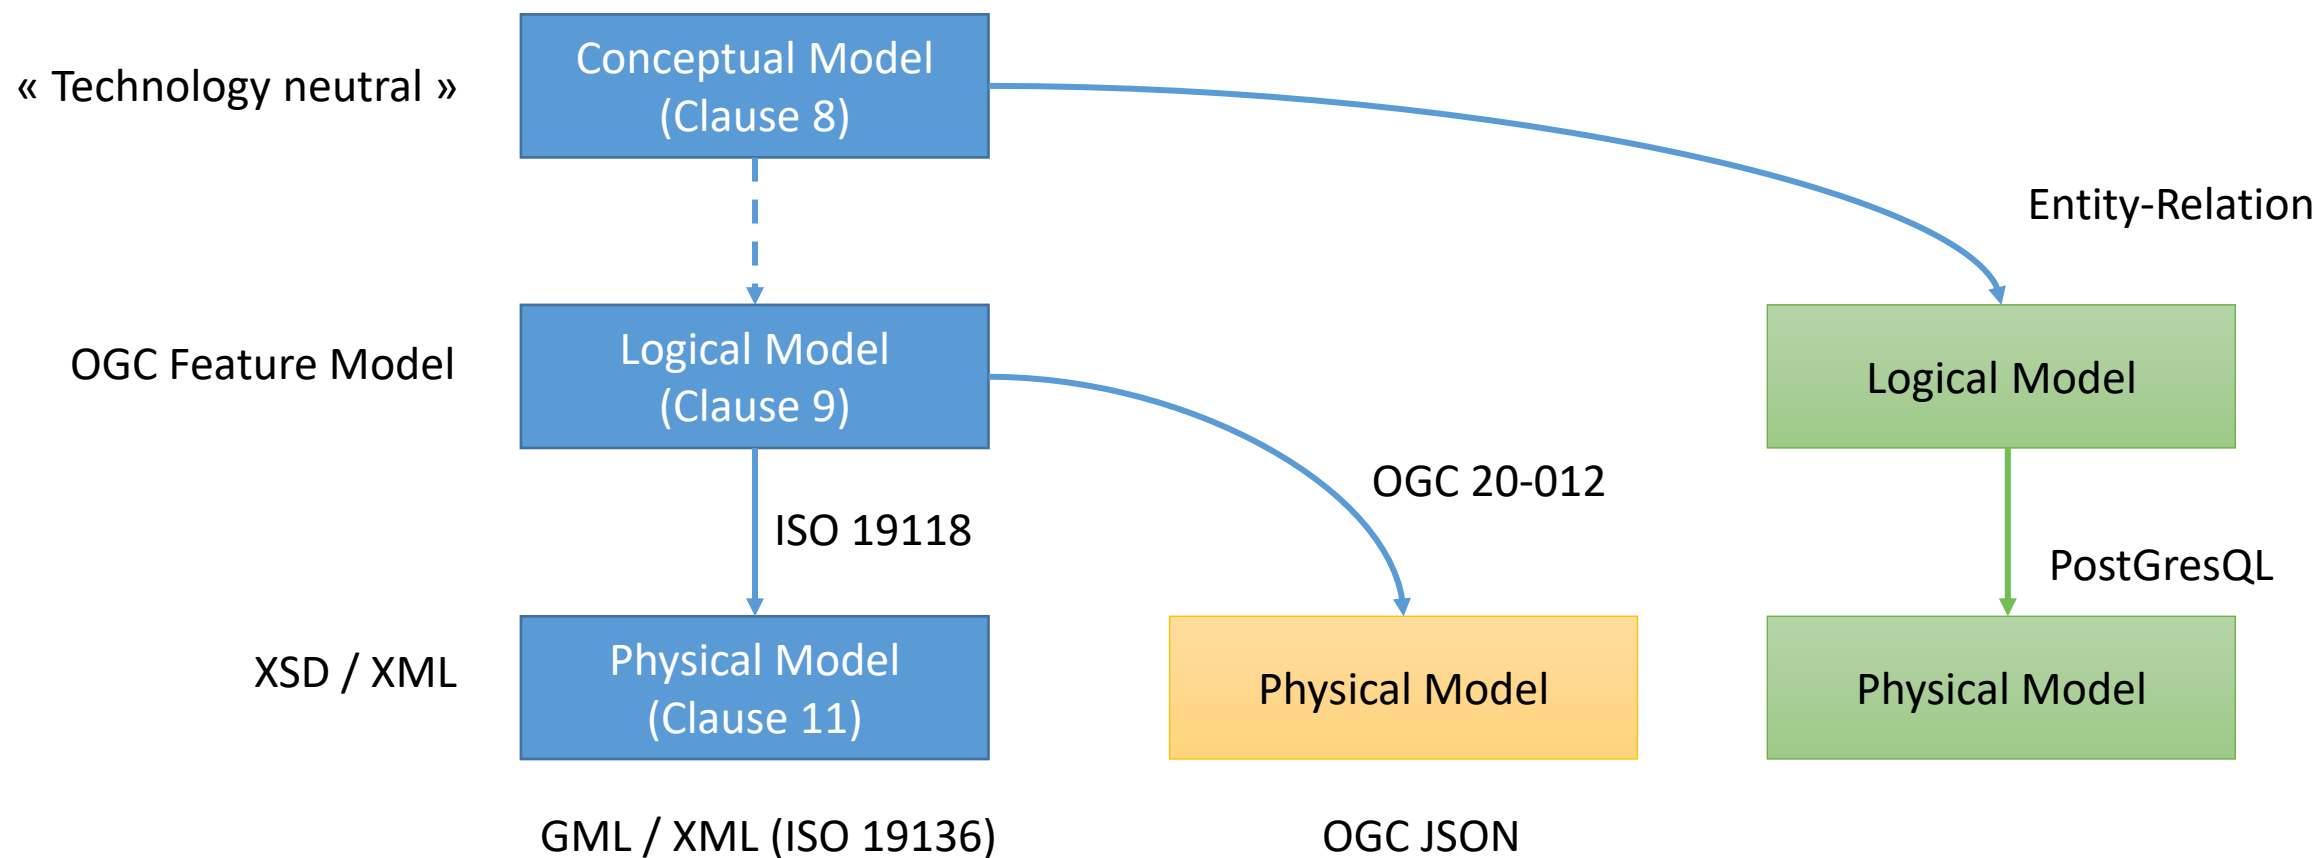 « Technology neutral »
Conceptual Model
(Clause 8)
Entity-Relation
OGC Feature Model
Logical Model
(Clause 9)
Logical Model
OGC 20-012
ISO 19118
PostGresQL
XSD / XML
Physical Model
(Clause 11)
Physical Model
Physical Model
GML / XML (ISO 19136)
OGC JSON